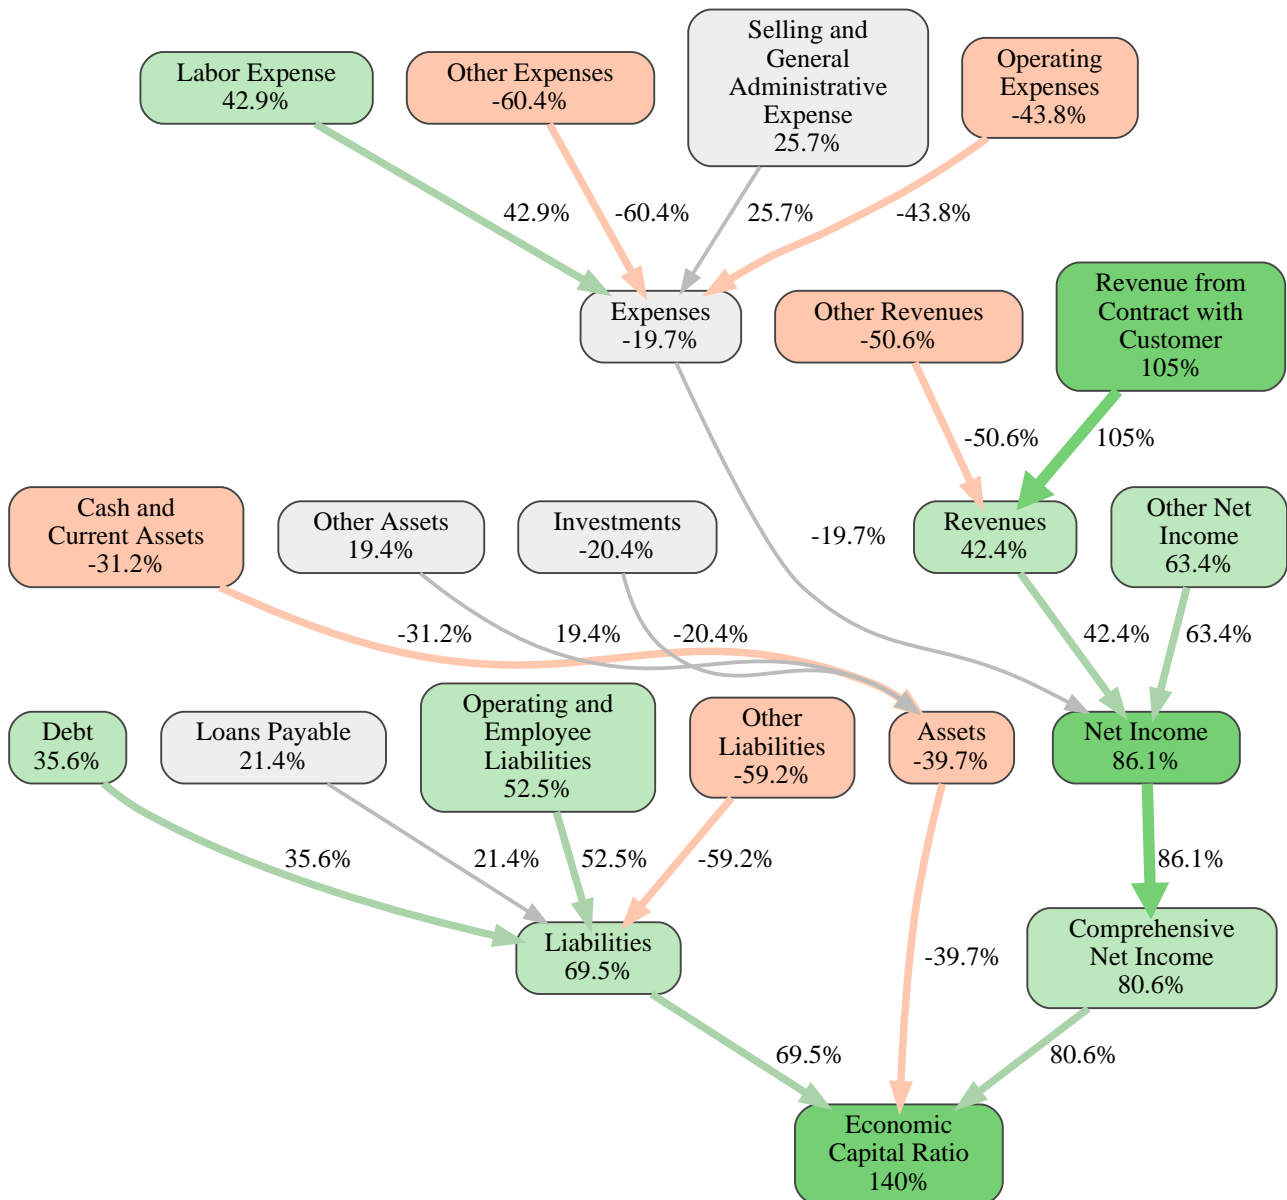 Selling and
General
Administrative
Expense
25.7%
Labor Expense
42.9%
Other Expenses
-60.4%
Operating
Expenses
-43.8%
42.9%
-60.4%
25.7%
-43.8%
Expenses
-19.7%
Other Revenues
-50.6%
Revenue from
Contract with
Customer
105%
-50.6%
105%
Cash and
Current Assets
-31.2%
Other Assets
19.4%
Investments
-20.4%
-19.7%
Revenues
42.4%
Other Net
Income
63.4%
-31.2%
19.4%
-20.4%
42.4%
63.4%
Debt
35.6%
Loans Payable
21.4%
Operating and
Employee
Liabilities
52.5%
Other
Liabilities
-59.2%
Assets
-39.7%
Net Income
86.1%
35.6%
21.4%
52.5%
-59.2%
86.1%
Liabilities
69.5%
-39.7%
Comprehensive
Net Income
80.6%
69.5%
80.6%
Economic
Capital Ratio
140%